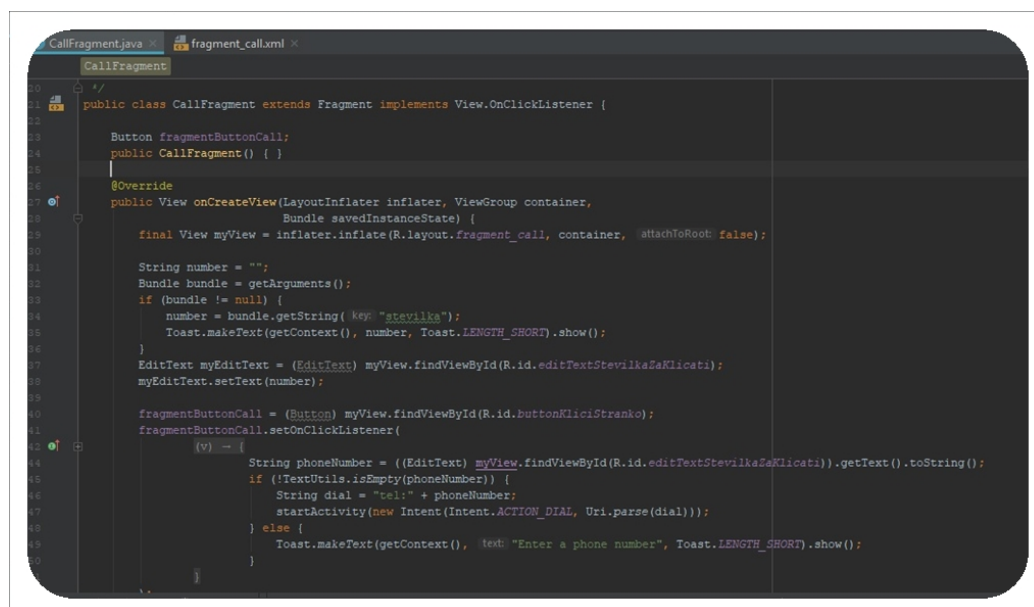 CallFragment.java × fragment_call.xml ×
CallFragment
20 */
21 public class CallFragment extends Fragment implements View.OnClickListener {
22
23 Button fragmentButtonCall;
24 public CallFragment() { }
25
26 @Override
27 public View onCreateView(LayoutInflater inflater, ViewGroup container,
28 Bundle savedInstanceState) {
29 final View myView = inflater.inflate(R.layout.fragment_call, container, attachToRoot: false);
30
31 String number = "";
32 Bundle bundle = getArguments();
33 if (bundle != null) {
34 number = bundle.getString( key: "stevilka");
35 Toast.makeText(getContext(), number, Toast.LENGTH_SHORT).show();
36 }
37 EditText myEditText = (EditText) myView.findViewById(R.id.editTextStevilkaZaKlicati);
38 myEditText.setText(number);
39
40 fragmentButtonCall = (Button) myView.findViewById(R.id.buttonKliciStranko);
41 fragmentButtonCall.setOnClickListener(
42 (v) → {
44 String phoneNumber = ((EditText) myView.findViewById(R.id.editTextStevilkaZaKlicati)).getText().toString();
45 if (!TextUtils.isEmpty(phoneNumber)) {
46 String dial = "tel:" + phoneNumber;
47 startActivity(new Intent(Intent.ACTION_DIAL, Uri.parse(dial)));
48 } else {
49 Toast.makeText(getContext(), text: "Enter a phone number", Toast.LENGTH_SHORT).show();
50 }
}